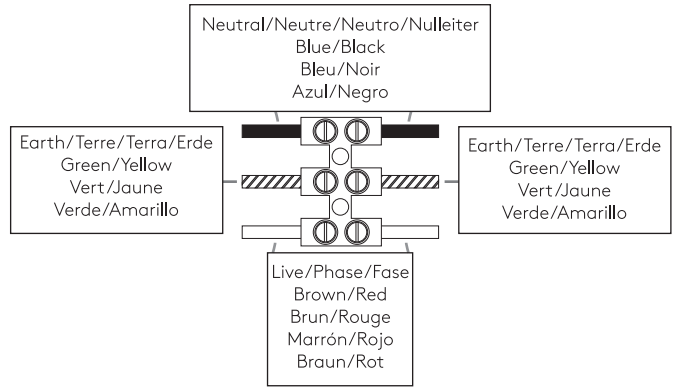 Neutral/Neutre/Neutro/Nulleiter
Blue/Black
Bleu/Noir
Azul/Negro
Earth/Terre/Terra/Erde
Green/Yellow
Vert/Jaune
Verde/Amarillo
Earth/Terre/Terra/Erde
Green/Yellow
Vert/Jaune
Verde/Amarillo
Live/Phase/Fase
Brown/Red
Brun/Rouge
Marrón/Rojo
Braun/Rot